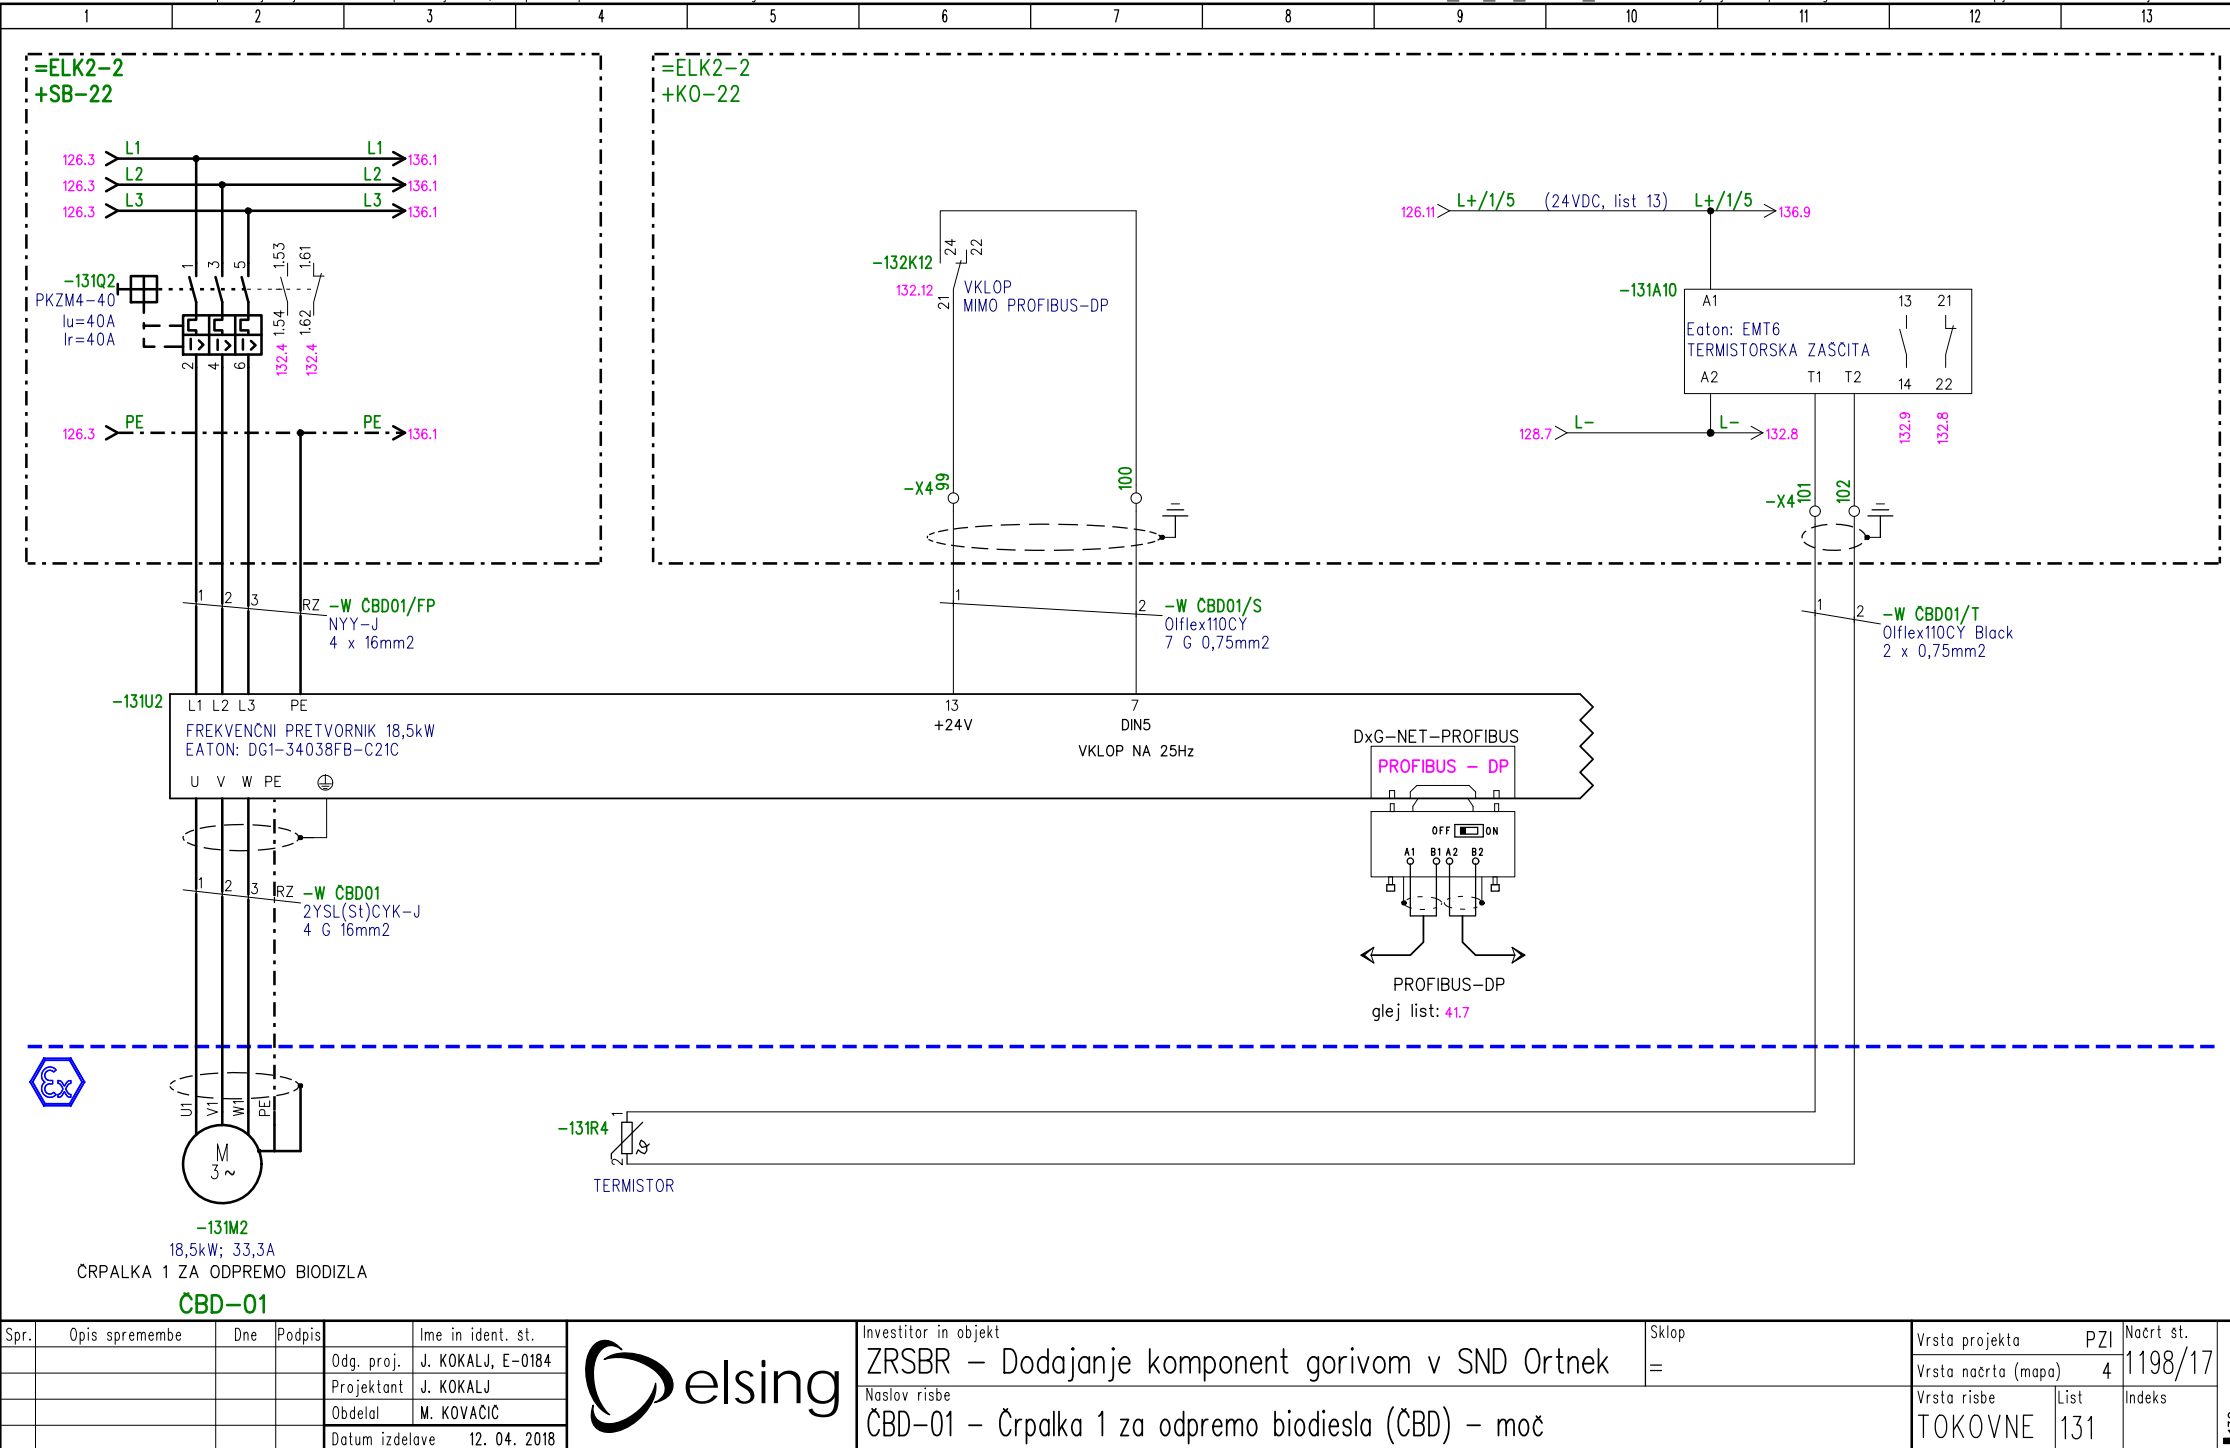 1 2 3 4 5 6 7 8 9 10 11 12 13
=ELK2-2
+SB-22
126.3 L1 L1 136.1
126.3 L2 L2 136.1
126.3 L3 L3 136.1
-131Q2
PKZM4-40
Iu=40A
Ir=40A
1 3 5 1.53 1.61
2 4 6 1.54 1.62
132.4 132.4
126.3 PE PE 136.1
=ELK2-2
+KO-22
-132K12
132.12
24 22
21
VKLOP
MIMO PROFIBUS-DP
-X4 99 100
126.11 L+/1/5 (24VDC, list 13) L+/1/5 136.9
-131A10
A1 13 21
Eaton: EMT6
TERMISTORSKA ZAŠČITA
A2 T1 T2 14 22
132.9 132.8
128.7 L- L- 132.8
-X4 101 102
1 2 3 RZ -W ČBD01/FP
NYY-J
4 x 16mm2
1 2 -W ČBD01/S
Olflex110CY
7 G 0,75mm2
1 2 -W ČBD01/T
Olflex110CY Black
2 x 0,75mm2
-131U2
L1 L2 L3 PE
FREKVENČNI PRETVORNIK 18,5kW
EATON: DG1-34038FB-C21C
U V W PE
13
+24V
7
DIN5
VKLOP NA 25Hz
DxG-NET-PROFIBUS
PROFIBUS - DP
OFF ON
A1 B1 A2 B2
PROFIBUS-DP
glej list: 41.7
1 2 3 RZ -W ČBD01
2YSL(St)CYK-J
4 G 16mm2
Ex
U1 V1 W1 PE
M
3~
-131M2
18,5kW; 33,3A
ČRPALKA 1 ZA ODPREMO BIODIZLA
ČBD-01
-131R4
1
2
TERMISTOR
Spr. Opis spremembe Dne Podpis
Ime in ident. št.
Odg. proj. J. KOKALJ, E-0184
Projektant J. KOKALJ
Obdelal M. KOVAČIČ
Datum izdelave 12. 04. 2018
elsing
Investitor in objekt
ZRSBR - Dodajanje komponent gorivom v SND Ortnek
Naslov risbe
ČBD-01 - Črpalka 1 za odpremo biodiesla (ČBD) - moč
Sklop
=
Vrsta projekta PZI
Vrsta načrta (mapa) 4
Vrsta risbe
TOKOVNE
List
131
Načrt št.
1198/17
Indeks